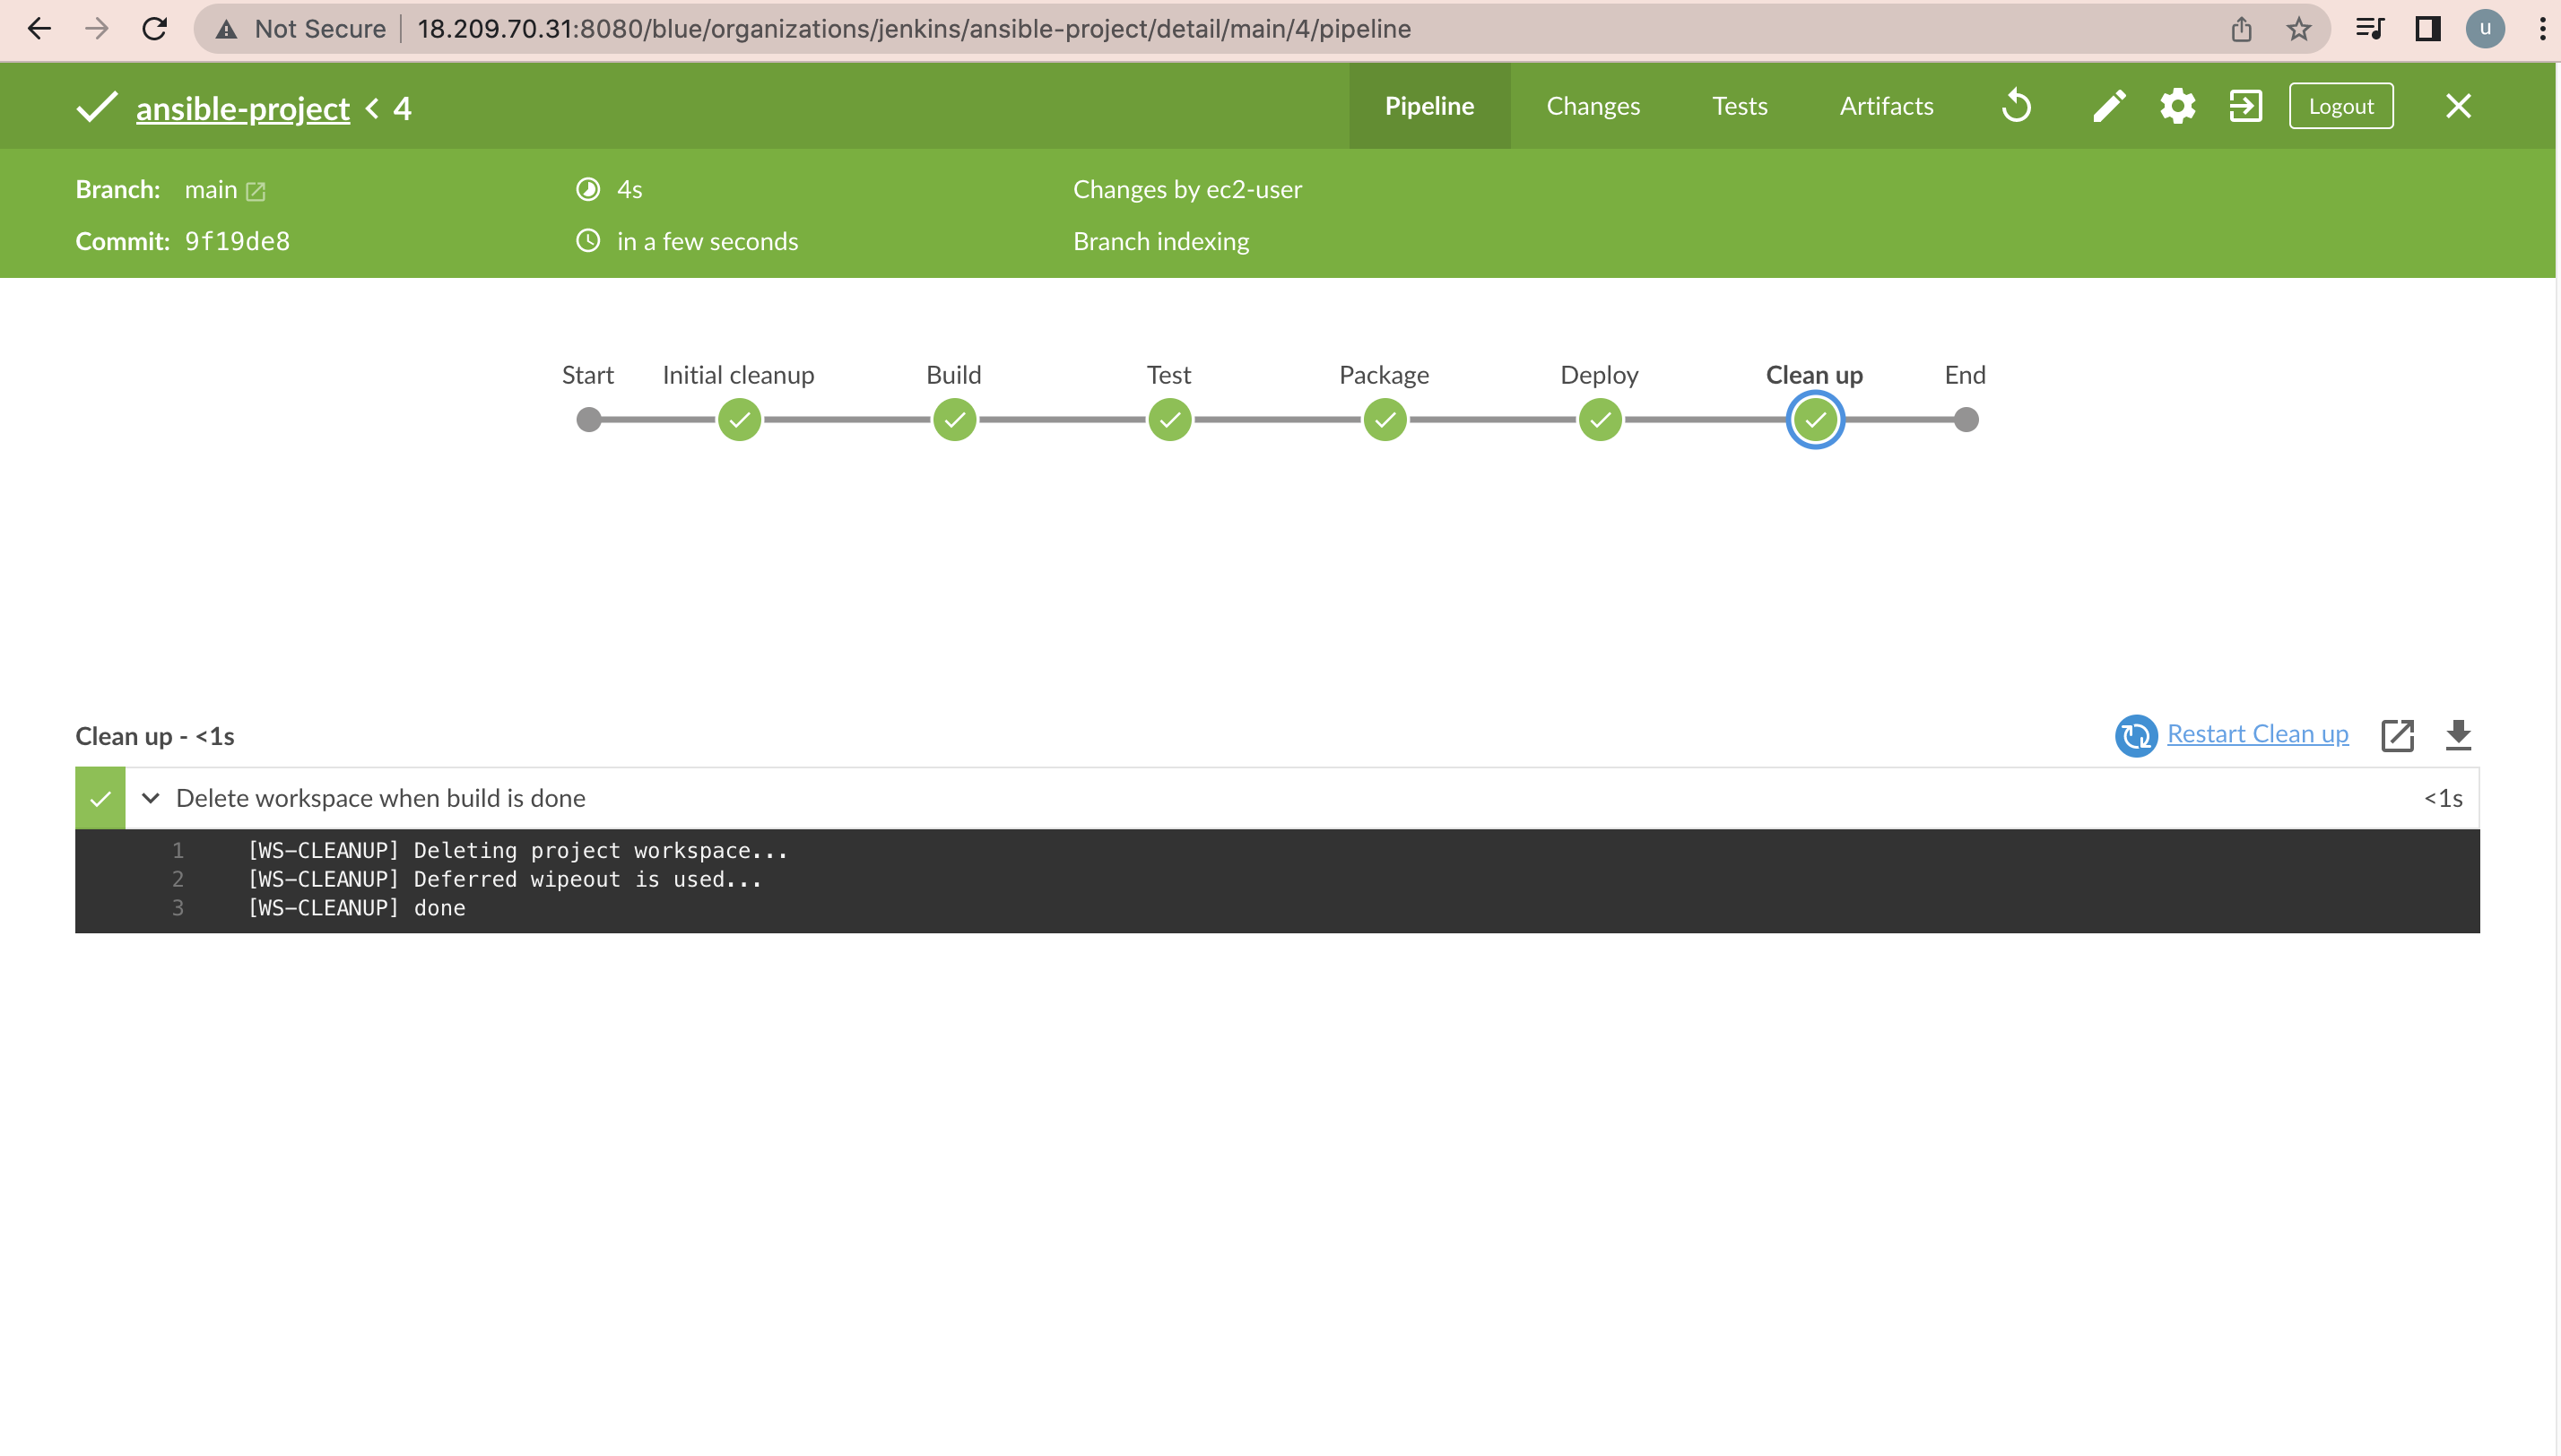 Not Secure 18.209.70.31:8080/blue/organizations/jenkins/ansible-project/detail/main/4/pipeline
u
ansible-project < 4
Pipeline Changes Tests Artifacts Logout
Branch: main 4s Changes by ec2-user
Commit: 9f19de8 in a few seconds Branch indexing
Start Initial cleanup Build Test Package Deploy Clean up End
Clean up - <1s Restart Clean up
Delete workspace when build is done <1s
1 [WS-CLEANUP] Deleting project workspace...
2 [WS-CLEANUP] Deferred wipeout is used...
3 [WS-CLEANUP] done